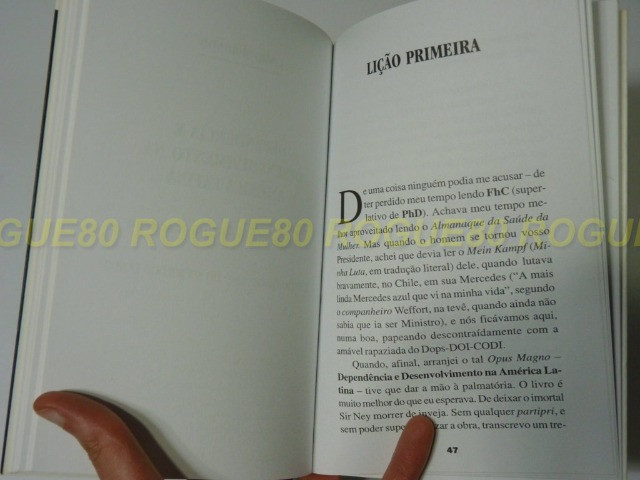 LIÇÃO PRIMEIRA
De uma coisa ninguém podia me acusar – de
ter perdido meu tempo lendo FhC (super-
lativo de PhD). Achava meu tempo me-
lhor aproveitado lendo o Almanaque da Saúde da
Mulher. Mas quando o homem se tornou vosso
Presidente, achei que devia ler o Mein Kampf (Mi-
nha Luta, em tradução literal) dele, quando lutava
bravamente, no Chile, em sua Mercedes (“A mais
linda Mercedes azul que vi na minha vida”, segundo
o companheiro Weffort, na tevê, quando ainda não
sabia que ia ser Ministro), e nós ficávamos aqui,
numa boa, papeando descontraídamente com a
amável rapaziada do Dops-DOI-CODI.
Quando, afinal, arranjei o tal Opus Magno –
Dependência e Desenvolvimento na América La-
tina – tive que dar a mão à palmatória. O livro é
muito melhor do que eu esperava. De deixar o imortal
Sir Ney morrer de inveja. Sem qualquer partipri, e
sem poder supe zar a obra, transcrevo um tre-
47
GUE80 ROGUE80 ROGUE80 ROGUE80 ROGUE